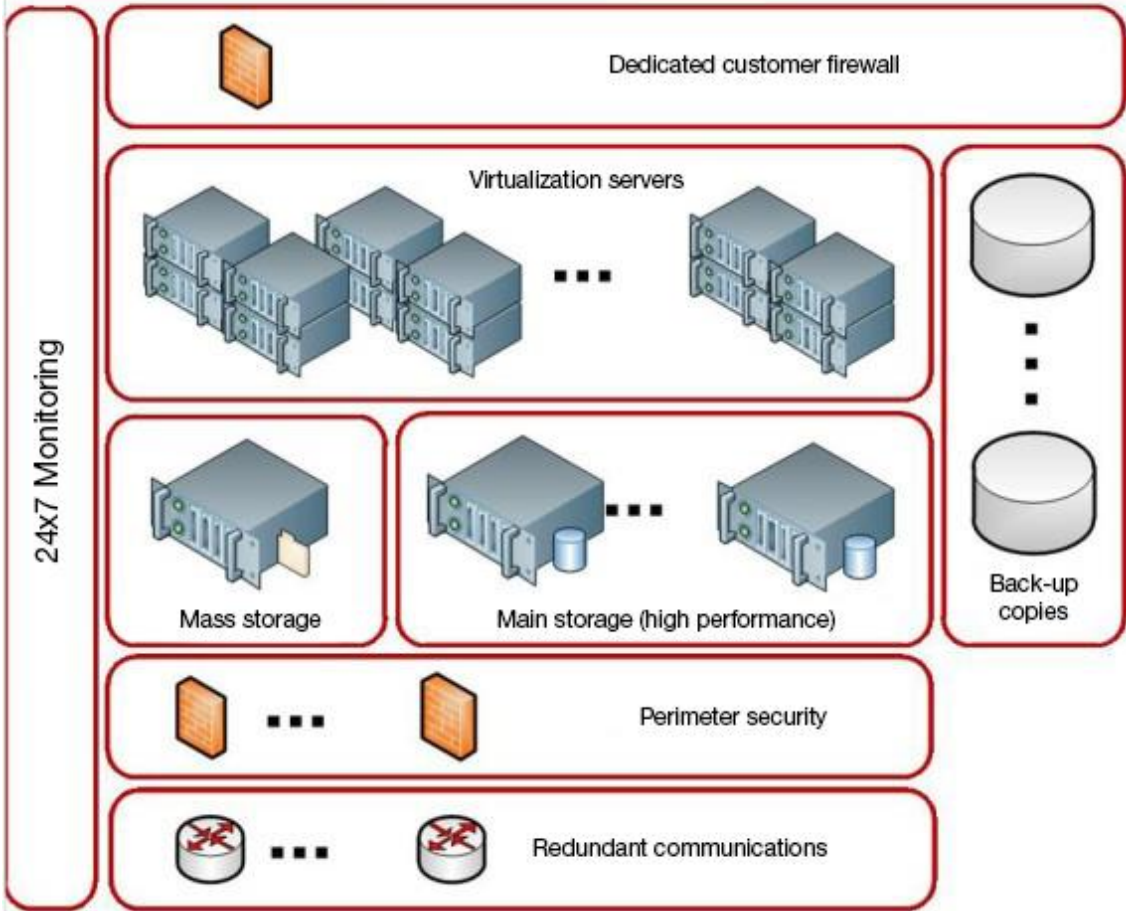 Dedicated customer firewall
Virtualization servers
24x7 Monitoring
Mass storage
Main storage (high performance)
Back-up
copies
Perimeter security
Redundant communications